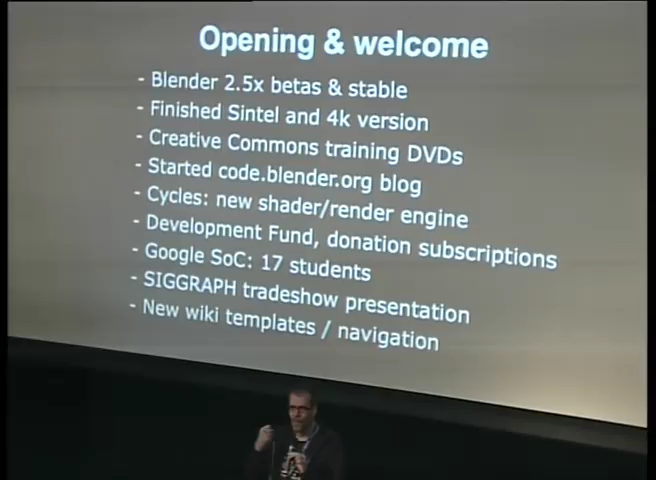 Opening & welcome
- Blender 2.5x betas & stable
- Finished Sintel and 4k version
- Creative Commons training DVDs
- Started code.blender.org blog
- Cycles: new shader/render engine
- Development Fund, donation subscriptions
- Google SoC: 17 students
- SIGGRAPH tradeshow presentation
- New wiki templates / navigation